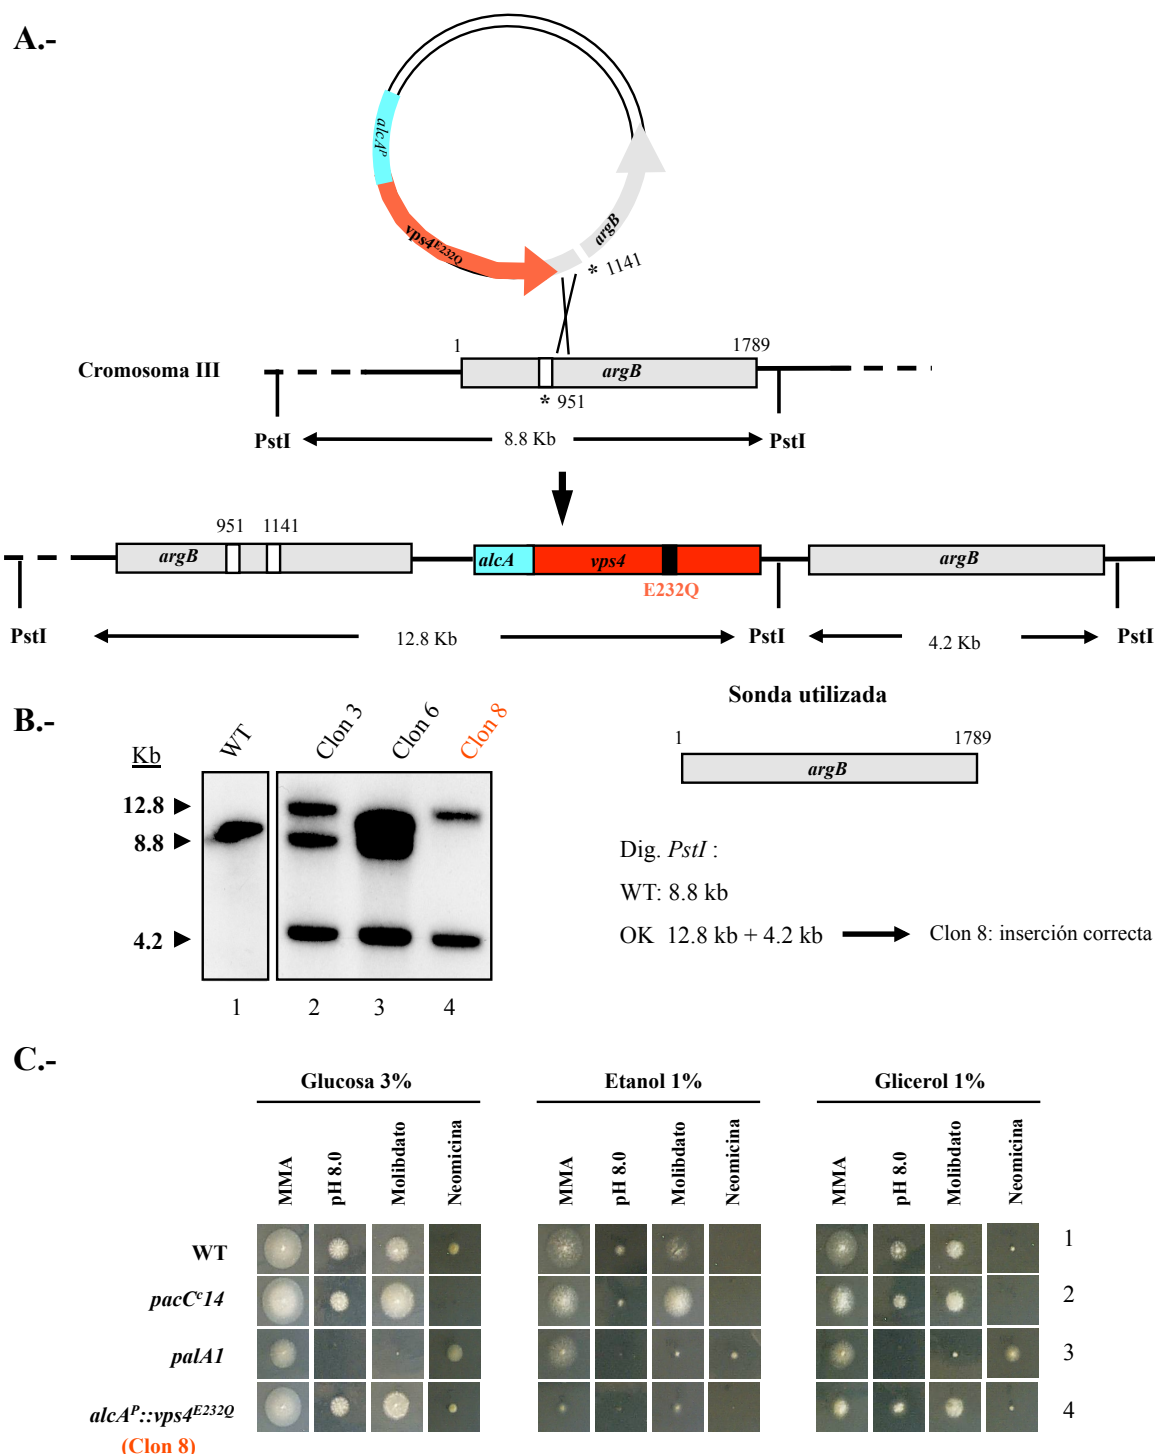 A.-
alcAᴾ
vps4ᴱ²³²Q
argB
* 1141
1
1789
Cromosoma III
argB
* 951
PstI
8.8 Kb
PstI
951
1141
argB
alcA
vps4
argB
E232Q
PstI
12.8 Kb
PstI
4.2 Kb
PstI
B.-
Kb
WT
Clon 3
Clon 6
Clon 8
12.8
8.8
4.2
1
2
3
4
Sonda utilizada
1
1789
argB
Dig. PstI :
WT: 8.8 kb
OK 12.8 kb + 4.2 kb
Clon 8: inserción correcta
C.-
Glucosa 3%
Etanol 1%
Glicerol 1%
MMA
pH 8.0
Molibdato
Neomicina
MMA
pH 8.0
Molibdato
Neomicina
MMA
pH 8.0
Molibdato
Neomicina
WT
1
pacCᶜ14
2
palA1
3
alcAᴾ::vps4ᴱ²³²Q
4
(Clon 8)